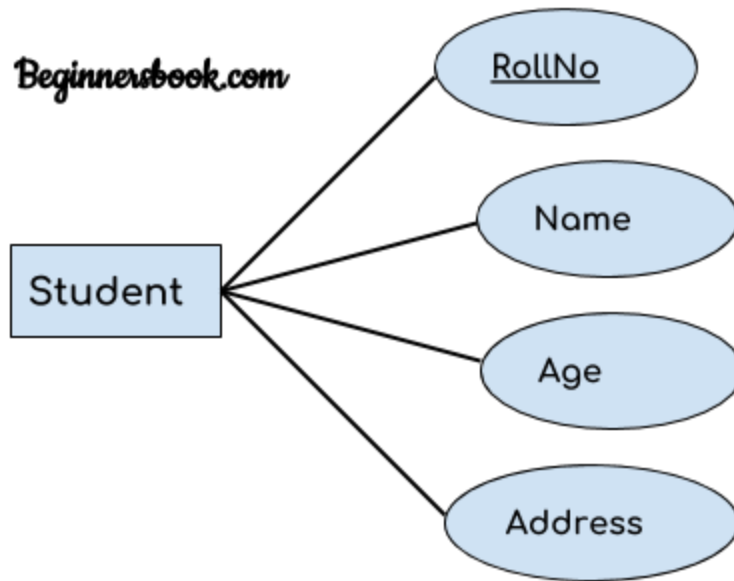 Beginnersbook.com
RollNo
Name
Student
Age
Address